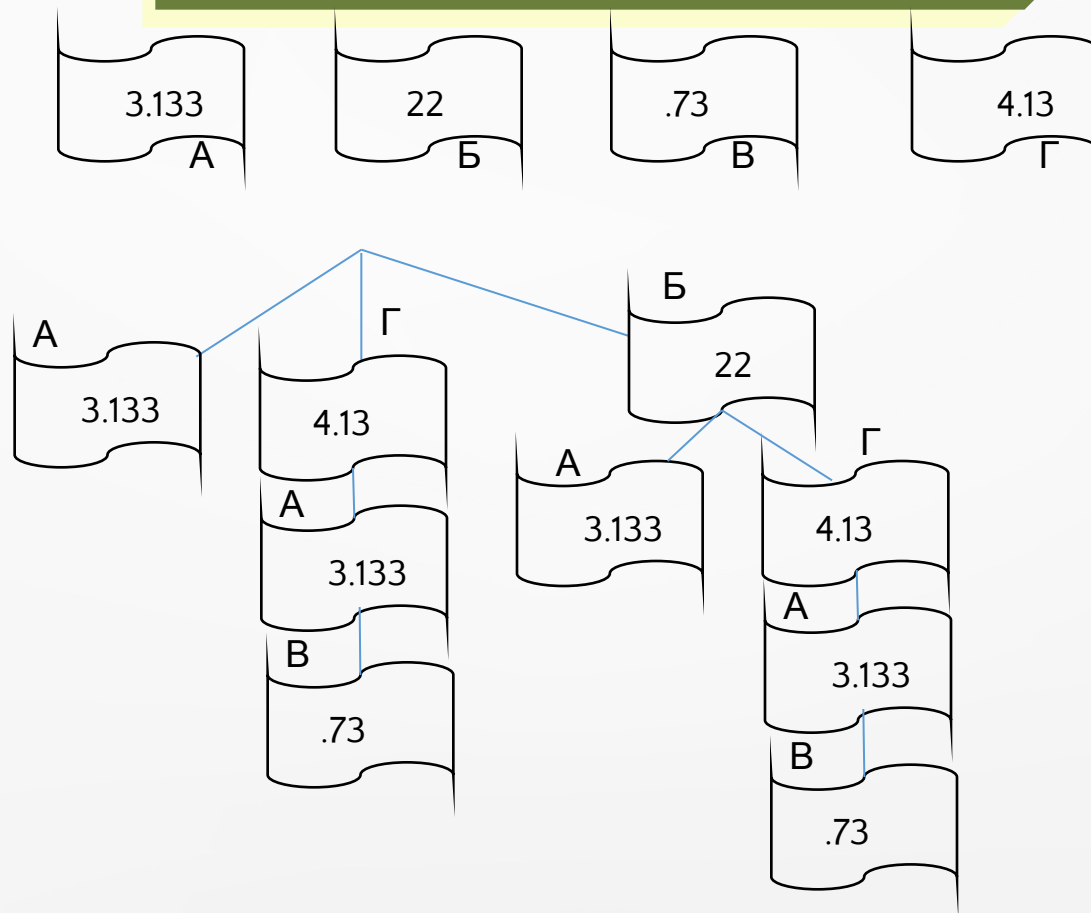 3.133 22 .73 4.13
А Б В Г
Б
А Г
22
3.133 4.13
А Г
А 3.133 4.13
3.133 А
В 3.133
.73 В
.73